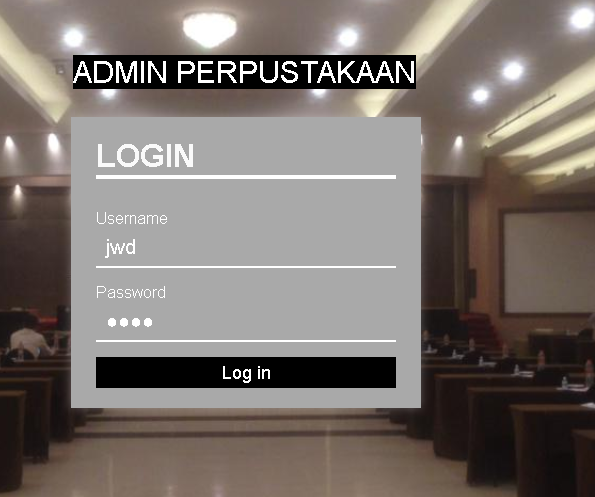 ADMIN PERPUSTAKAAN
LOGIN
Username
jwd
Password
••••
Log in